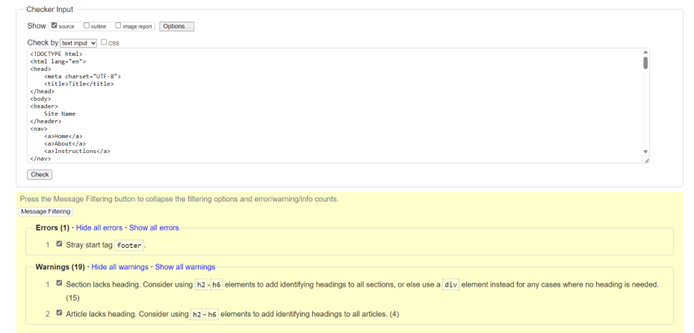 Checker Input
Show source outline image report Options...
Check by text input css
<!DOCTYPE html>
<html lang="en">
<head>
<meta charset="UTF-8">
<title>Title</title>
</head>
<body>
<header>
Site Name
</header>
<nav>
<a>Home</a>
<a>About</a>
<a>Instructions</a>
</nav>
Check
Press the Message Filtering button to collapse the filtering options and error/warning/info counts.
Message Filtering
Errors (1) · Hide all errors · Show all errors
1 Stray start tag footer.
Warnings (19) · Hide all warnings · Show all warnings
1 Section lacks heading. Consider using h2-h6 elements to add identifying headings to all sections, or else use a div element instead for any cases where no heading is needed.
(15)
2 Article lacks heading. Consider using h2-h6 elements to add identifying headings to all articles. (4)